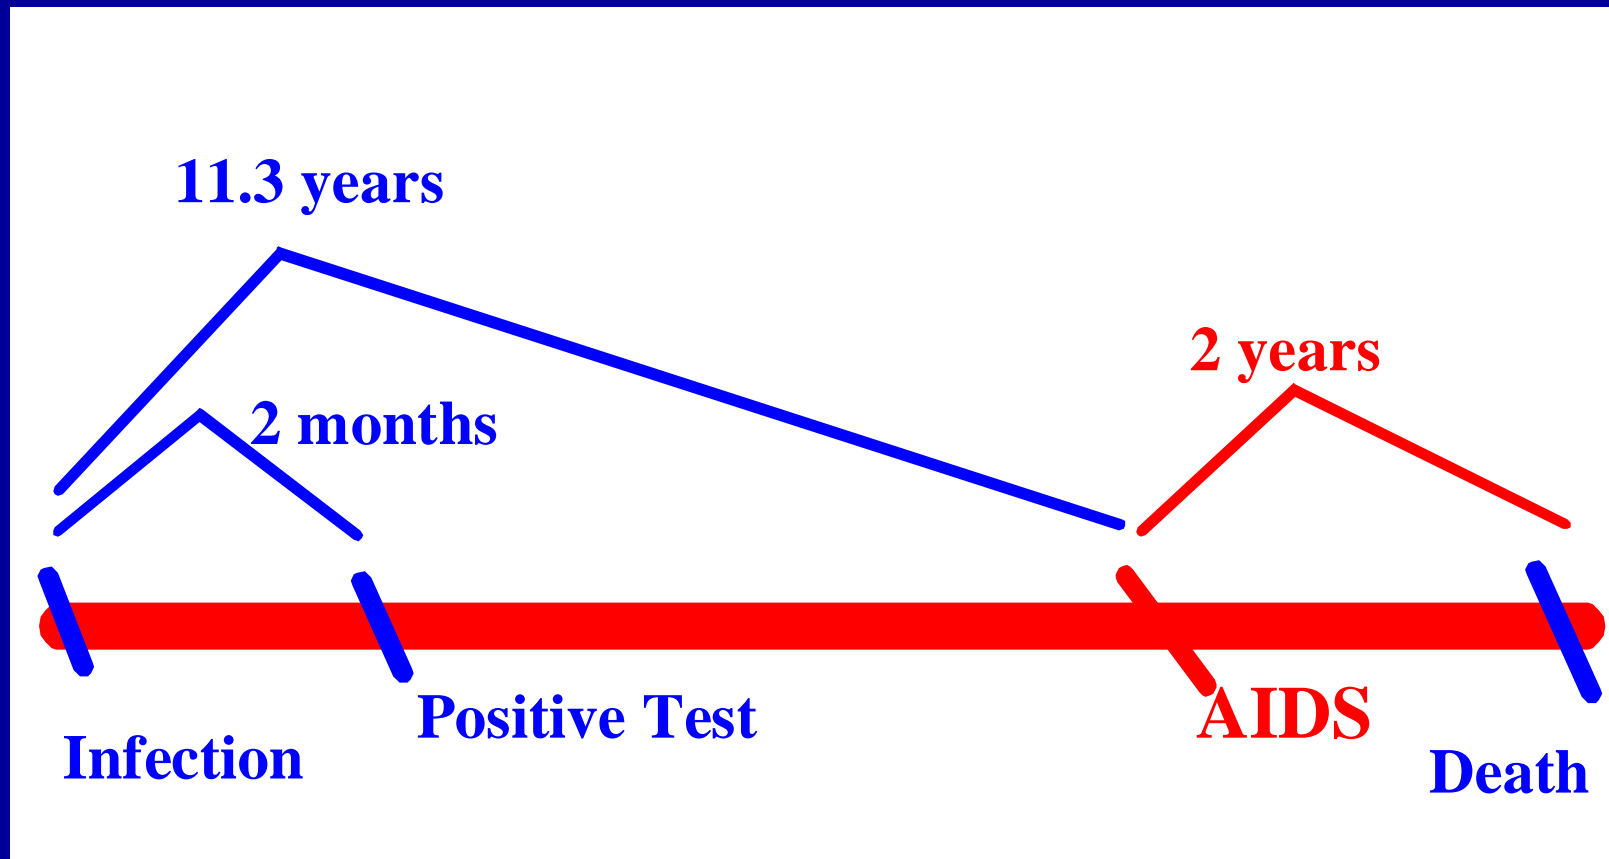 11.3 years
2 years
2 months
Positive Test
AIDS
Infection
Death